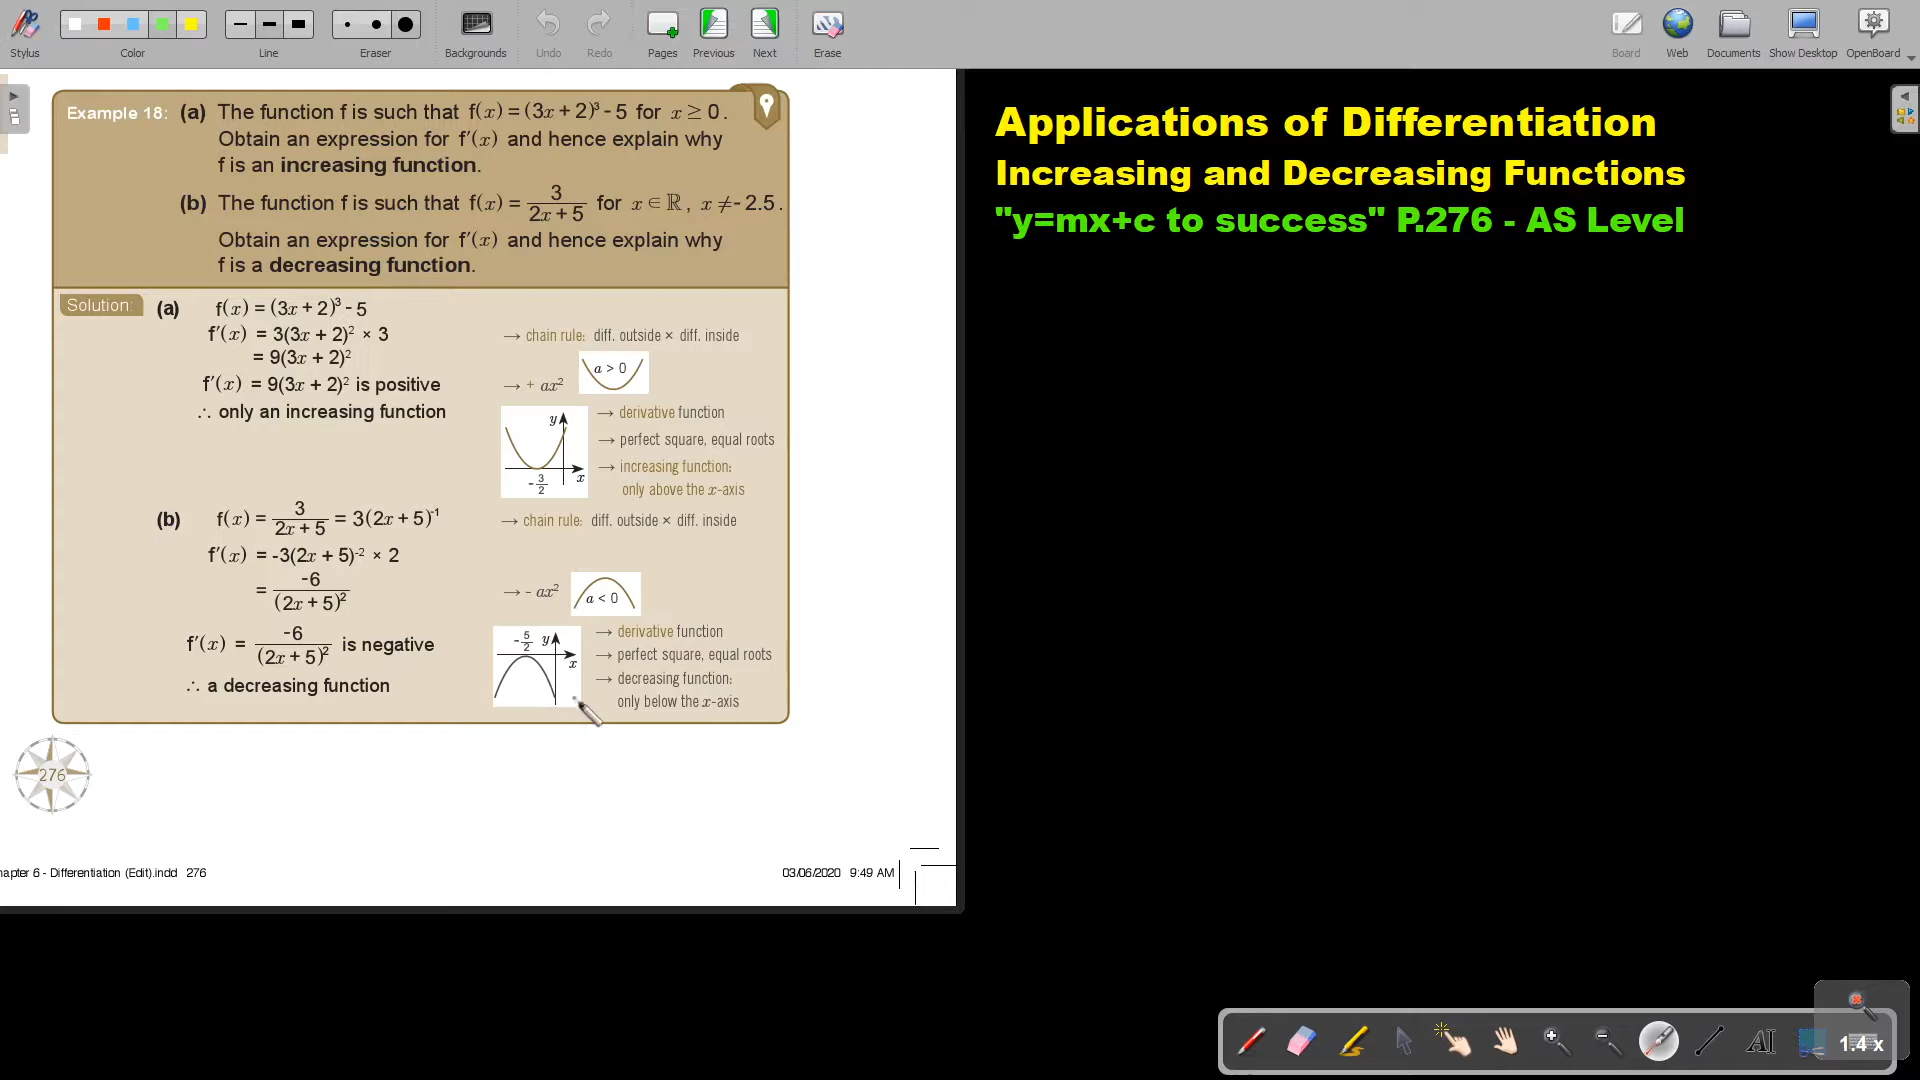 Stylus
Color
Line
Eraser
Backgrounds
Undo
Redo
Pages
Previous
Next
Erase
Board
Web
Documents
Show Desktop
OpenBoard
Example 18: (a) The function f is such that f(x) = (3x + 2)³ - 5 for x ≥ 0.
Obtain an expression for f′(x) and hence explain why
f is an increasing function.
(b) The function f is such that f(x) = 3/(2x + 5) for x ∈ ℝ, x ≠ - 2.5.
Obtain an expression for f′(x) and hence explain why
f is a decreasing function.
Solution: (a) f(x) = (3x + 2)³ - 5
f′(x) = 3(3x + 2)² × 3 → chain rule: diff. outside × diff. inside
= 9(3x + 2)²
a > 0
f′(x) = 9(3x + 2)² is positive → + ax²
∴ only an increasing function
y
x
- 3/2
→ derivative function
→ perfect square, equal roots
→ increasing function:
only above the x-axis
(b) f(x) = 3/(2x + 5) = 3(2x + 5)⁻¹ → chain rule: diff. outside × diff. inside
f′(x) = -3(2x + 5)⁻² × 2
= -6/(2x + 5)² → - ax²
a < 0
f′(x) = -6/(2x + 5)² is negative
∴ a decreasing function
- 5/2 y
x
→ derivative function
→ perfect square, equal roots
→ decreasing function:
only below the x-axis
276
hapter 6 - Differentiation (Edit).indd 276
03/06/2020 9:49 AM
Applications of Differentiation
Increasing and Decreasing Functions
"y=mx+c to success" P.276 - AS Level
AI
1.4 x